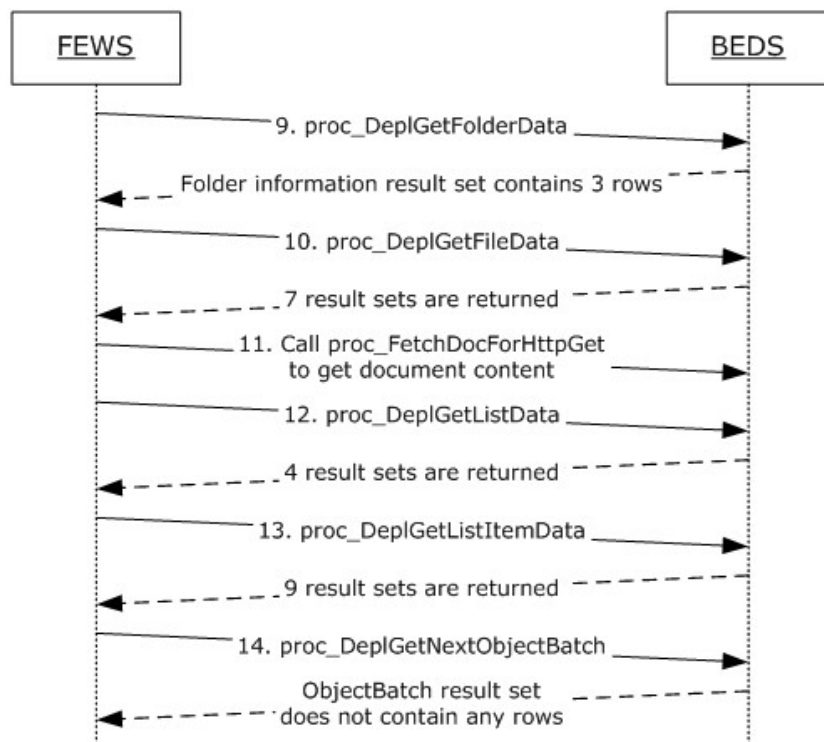 FEWS
BEDS
9. proc_DeplGetFolderData
Folder information result set contains 3 rows
10. proc_DeplGetFileData
7 result sets are returned
11. Call proc_FetchDocForHttpGet
to get document content
12. proc_DeplGetListData
4 result sets are returned
13. proc_DeplGetListItemData
9 result sets are returned
14. proc_DeplGetNextObjectBatch
ObjectBatch result set
does not contain any rows